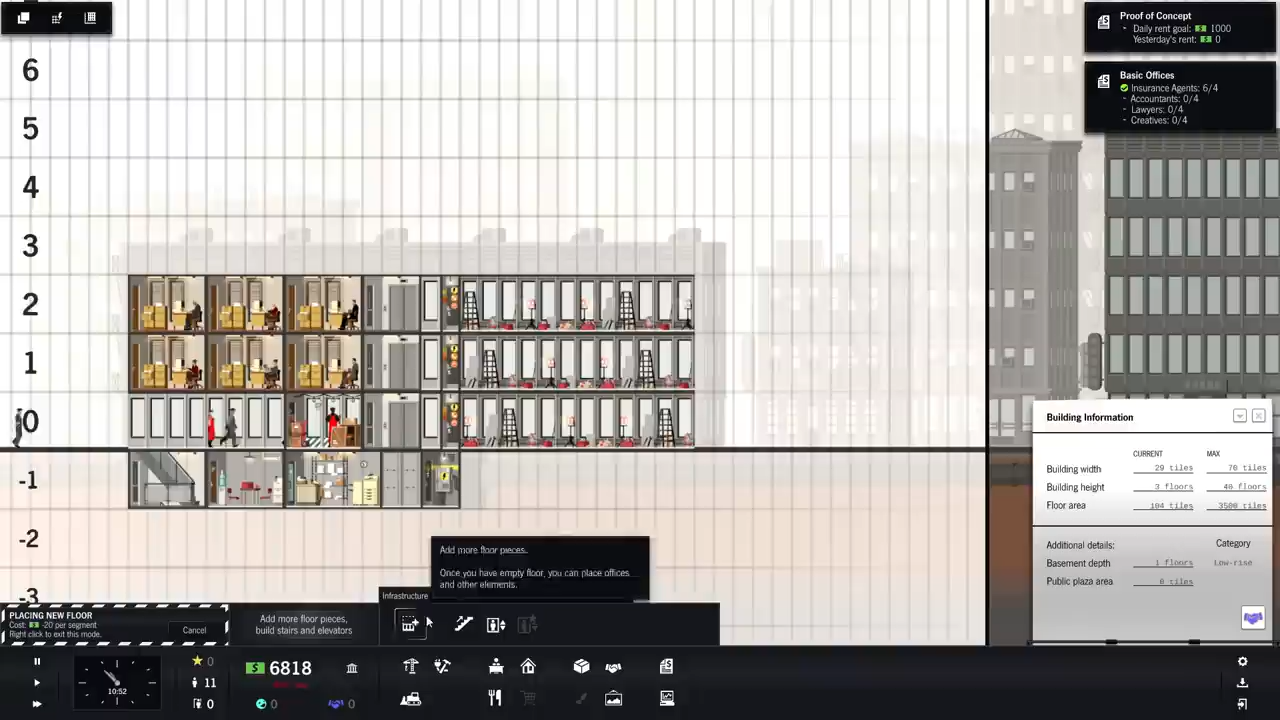 6
5
4
3
2
1
0
-1
-2
-3
Proof of Concept
- Daily rent goal: 1000
Yesterday's rent: 0
Basic Offices
Insurance Agents: 6/4
- Accountants: 0/4
- Lawyers: 0/4
- Creatives: 0/4
Building Information
CURRENT MAX
Building width 29 tiles 70 tiles
Building height 3 floors 40 floors
Floor area 104 tiles 3500 tiles
Additional details: Category
Basement depth 1 floors Low-rise
Public plaza area 0 tiles
Add more floor pieces.
Once you have empty floor, you can place offices
and other elements.
Infrastructure
PLACING NEW FLOOR
Cost: -20 per segment
Right click to exit this mode.
Cancel
Add more floor pieces,
build stairs and elevators
10:52
0
11
0
6818
0
0